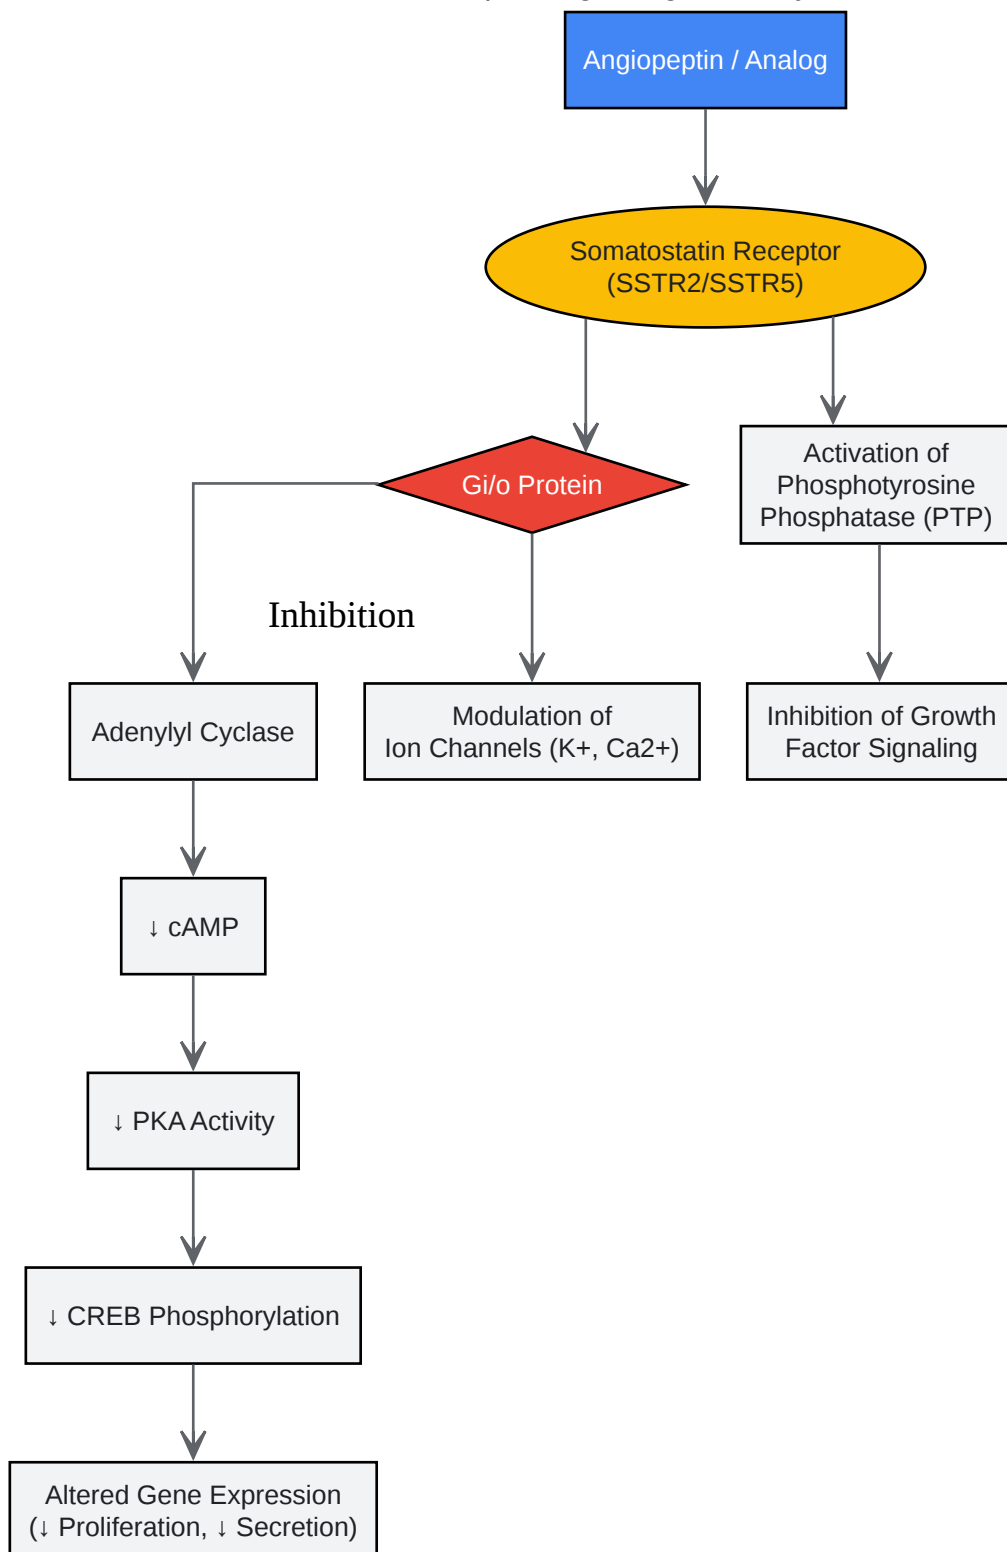 Angiopeptin / Analog
Somatostatin Receptor
(SSTR2/SSTR5)
Gi/o Protein
Activation of
Phosphotyrosine
Phosphatase (PTP)
Inhibition
Adenylyl Cyclase
Modulation of
Ion Channels (K+, Ca2+)
Inhibition of Growth
Factor Signaling
↓ cAMP
↓ PKA Activity
↓ CREB Phosphorylation
Altered Gene Expression
(↓ Proliferation, ↓ Secretion)